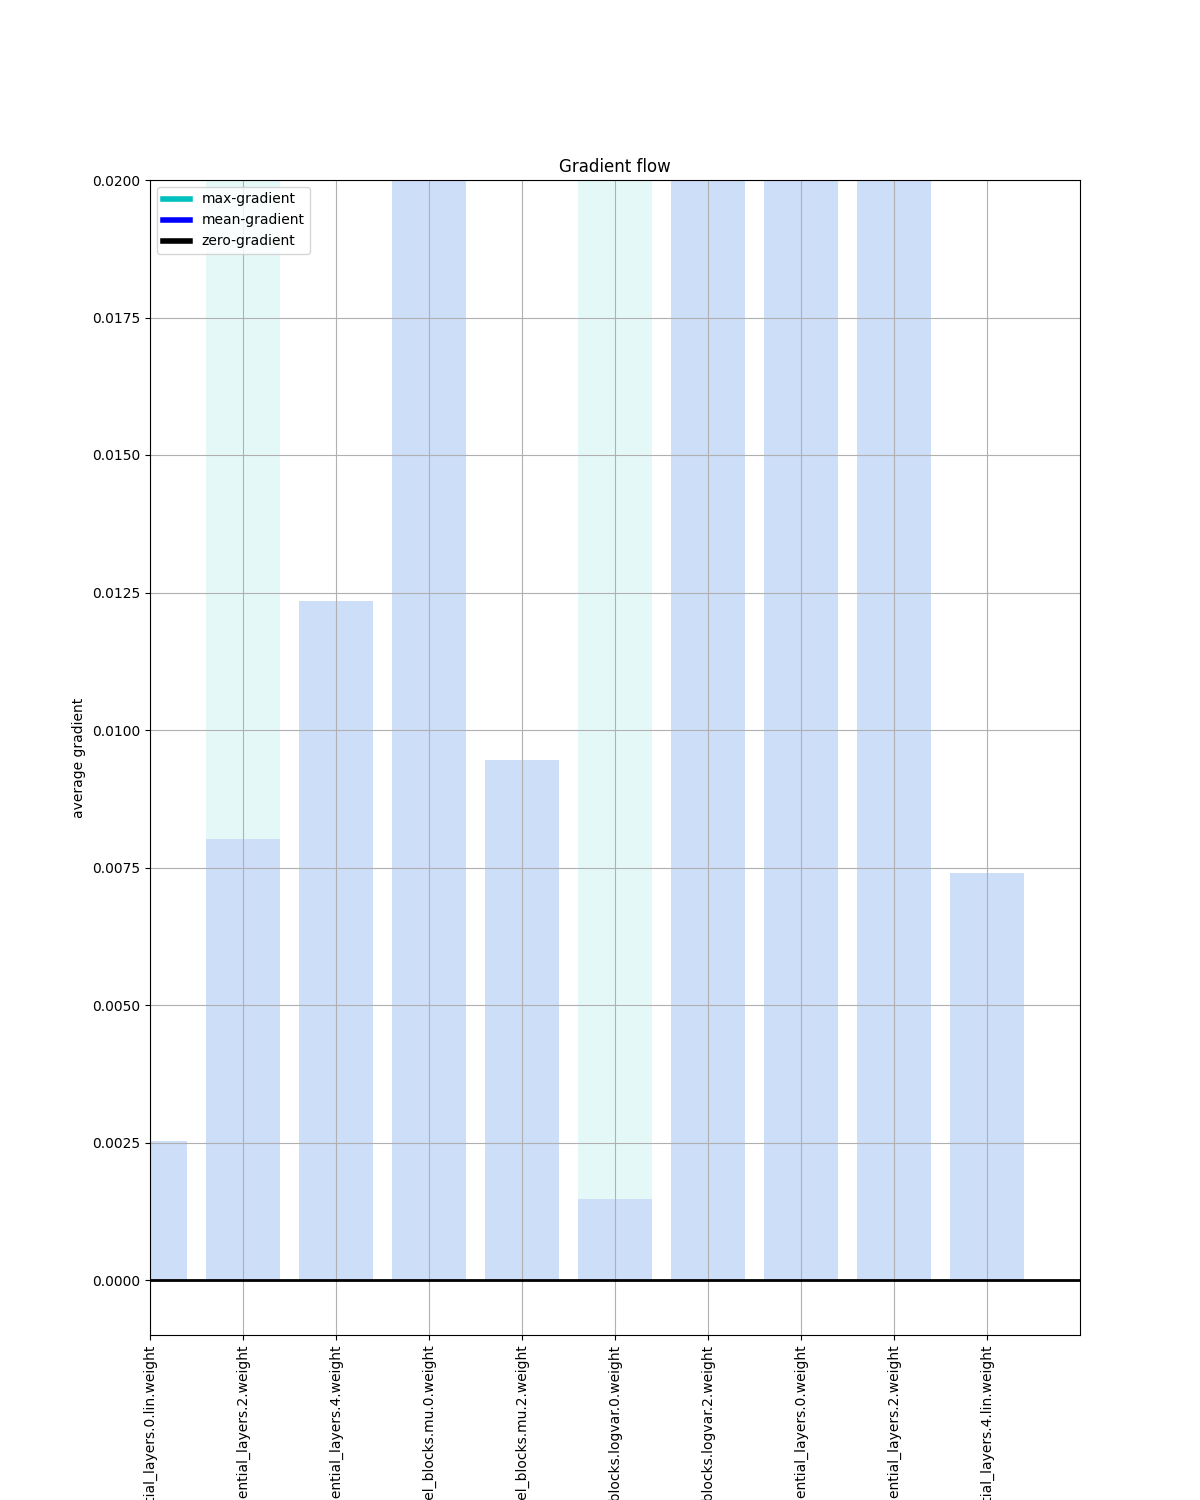 Gradient flow
max-gradient
mean-gradient
zero-gradient
0.0200
0.0175
0.0150
0.0125
0.0100
0.0075
0.0050
0.0025
0.0000
average gradient
tial_layers.0.lin.weight
ential_layers.2.weight
ential_layers.4.weight
el_blocks.mu.0.weight
el_blocks.mu.2.weight
blocks.logvar.0.weight
blocks.logvar.2.weight
ential_layers.0.weight
ential_layers.2.weight
tial_layers.4.lin.weight